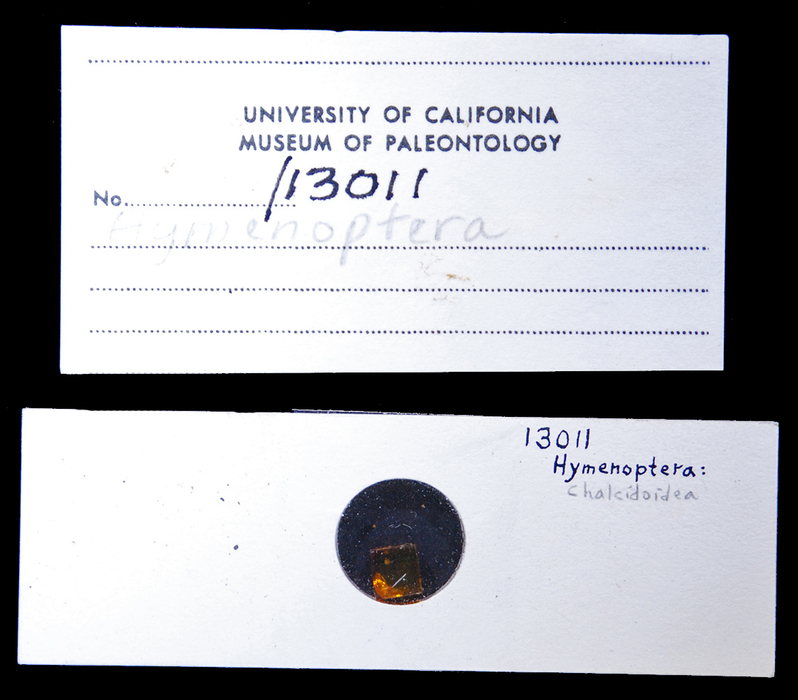 UNIVERSITY OF CALIFORNIA
MUSEUM OF PALEONTOLOGY
No. 13011
Hymenoptera
13011
Hymenoptera:
Chalcidoidea